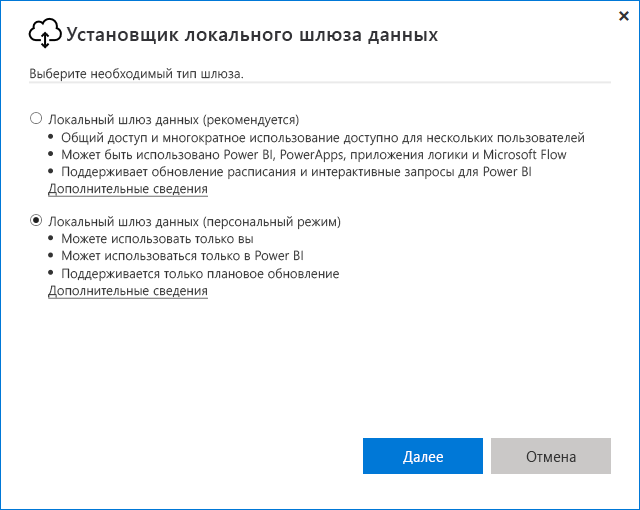 Установщик локального шлюза данных
Выберите необходимый тип шлюза.
Локальный шлюз данных (рекомендуется)
• Общий доступ и многократное использование доступно для нескольких пользователей
• Может быть использовано Power BI, PowerApps, приложения логики и Microsoft Flow
• Поддерживает обновление расписания и интерактивные запросы для Power BI
Дополнительные сведения
Локальный шлюз данных (персональный режим)
• Можете использовать только вы
• Может использоваться только в Power BI
• Поддерживается только плановое обновление
Дополнительные сведения
Далее
Отмена